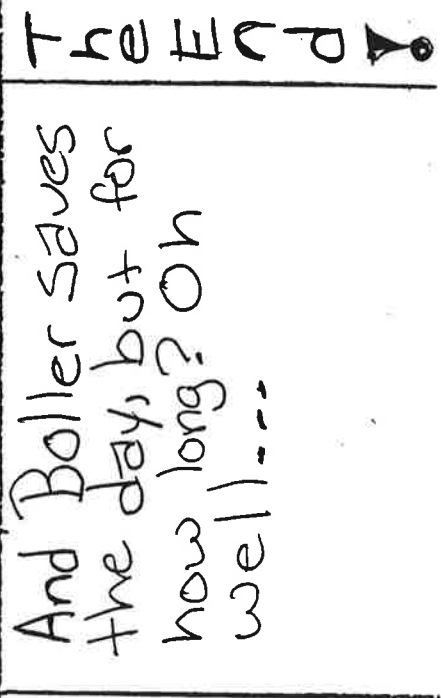 And Boller saves
the day, but for
how long? Oh
well...
The End!